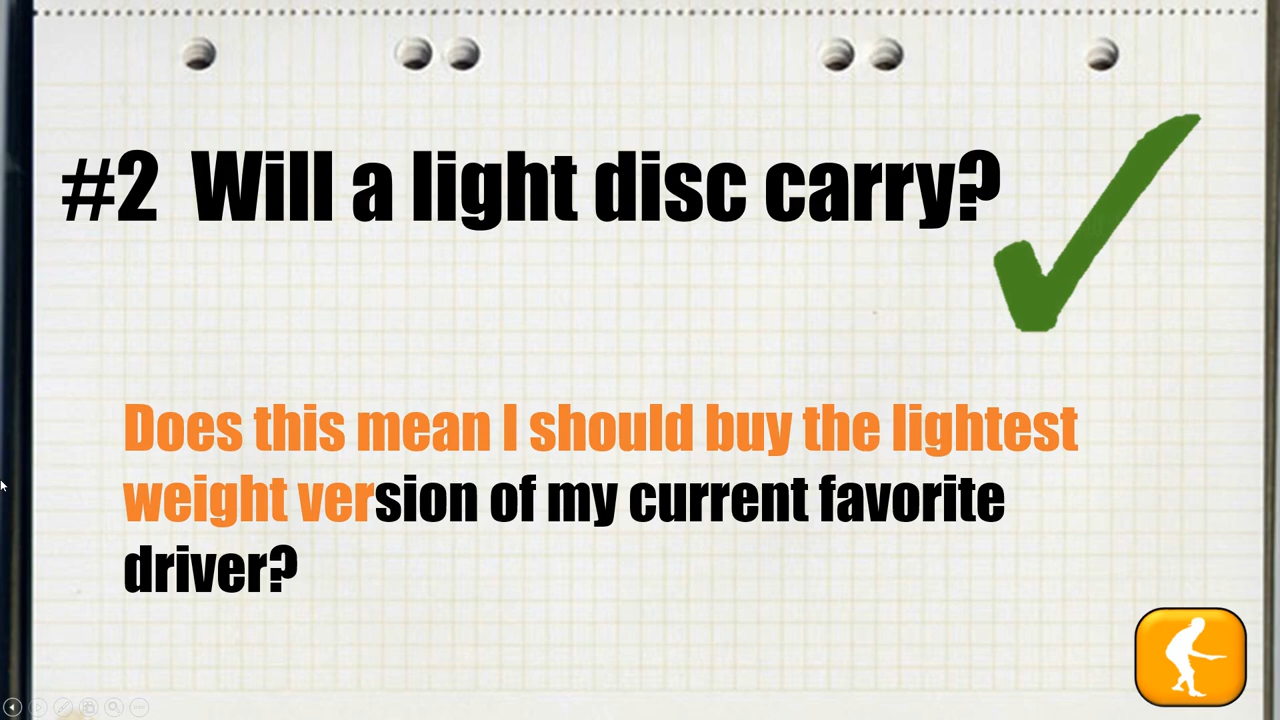 #2 Will a light disc carry?
Does this mean I should buy the lightest
weight version of my current favorite
driver?